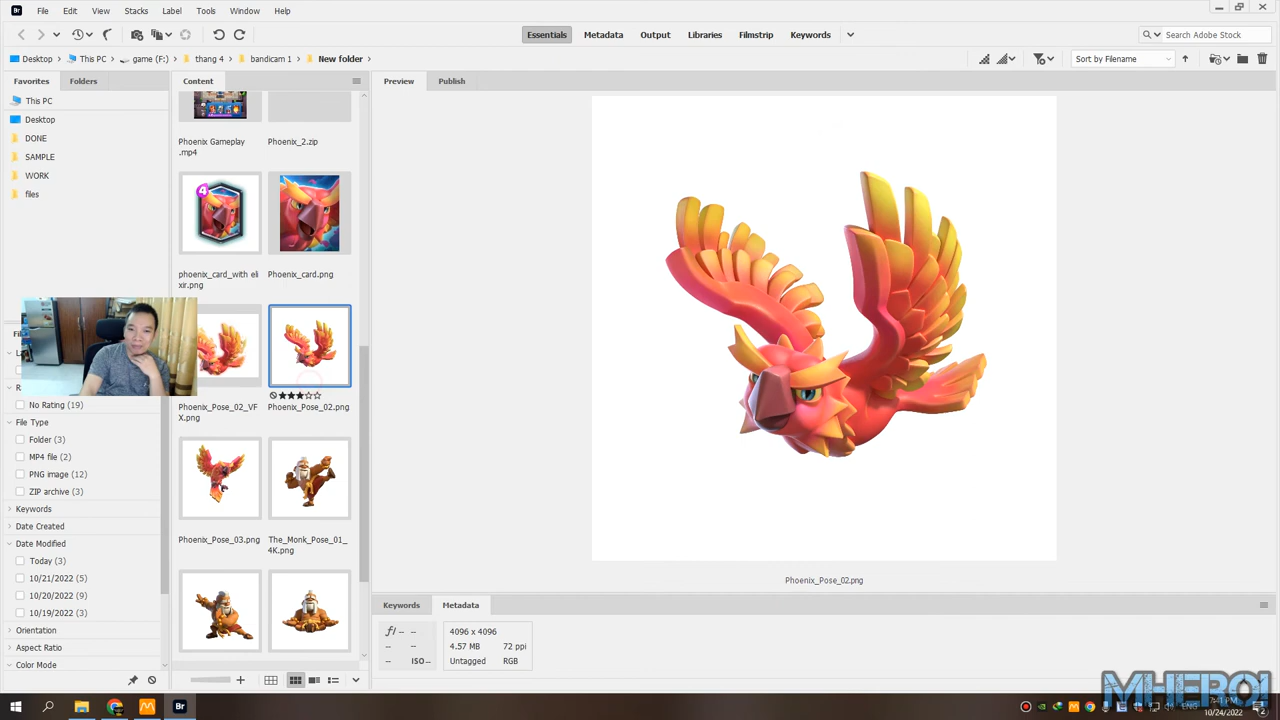 Br File Edit View Stacks Label Tools Window Help
Essentials Metadata Output Libraries Filmstrip Keywords Search Adobe Stock
Desktop This PC game (F:) thang 4 bandicam 1 New folder Sort by Filename
Favorites Folders Content Preview Publish
This PC
Desktop
DONE
SAMPLE
WORK
files
No Rating (19)
File Type
Folder (3)
MP4 file (2)
PNG image (12)
ZIP archive (3)
Keywords
Date Created
Date Modified
Today (3)
10/21/2022 (5)
10/20/2022 (9)
10/19/2022 (3)
Orientation
Aspect Ratio
Color Mode
Phoenix Gameplay
.mp4
Phoenix_2.zip
4
phoenix_card_with eli
xir.png
Phoenix_card.png
Phoenix_Pose_02_VF
X.png
Phoenix_Pose_02.png
Phoenix_Pose_03.png
The_Monk_Pose_01_
4K.png
Phoenix_Pose_02.png
Keywords Metadata
ƒ/ -- --
-- --
-- ISO--
4096 x 4096
4.57 MB 72 ppi
Untagged RGB
MHEROI
Br
ENG
10/24/2022
2